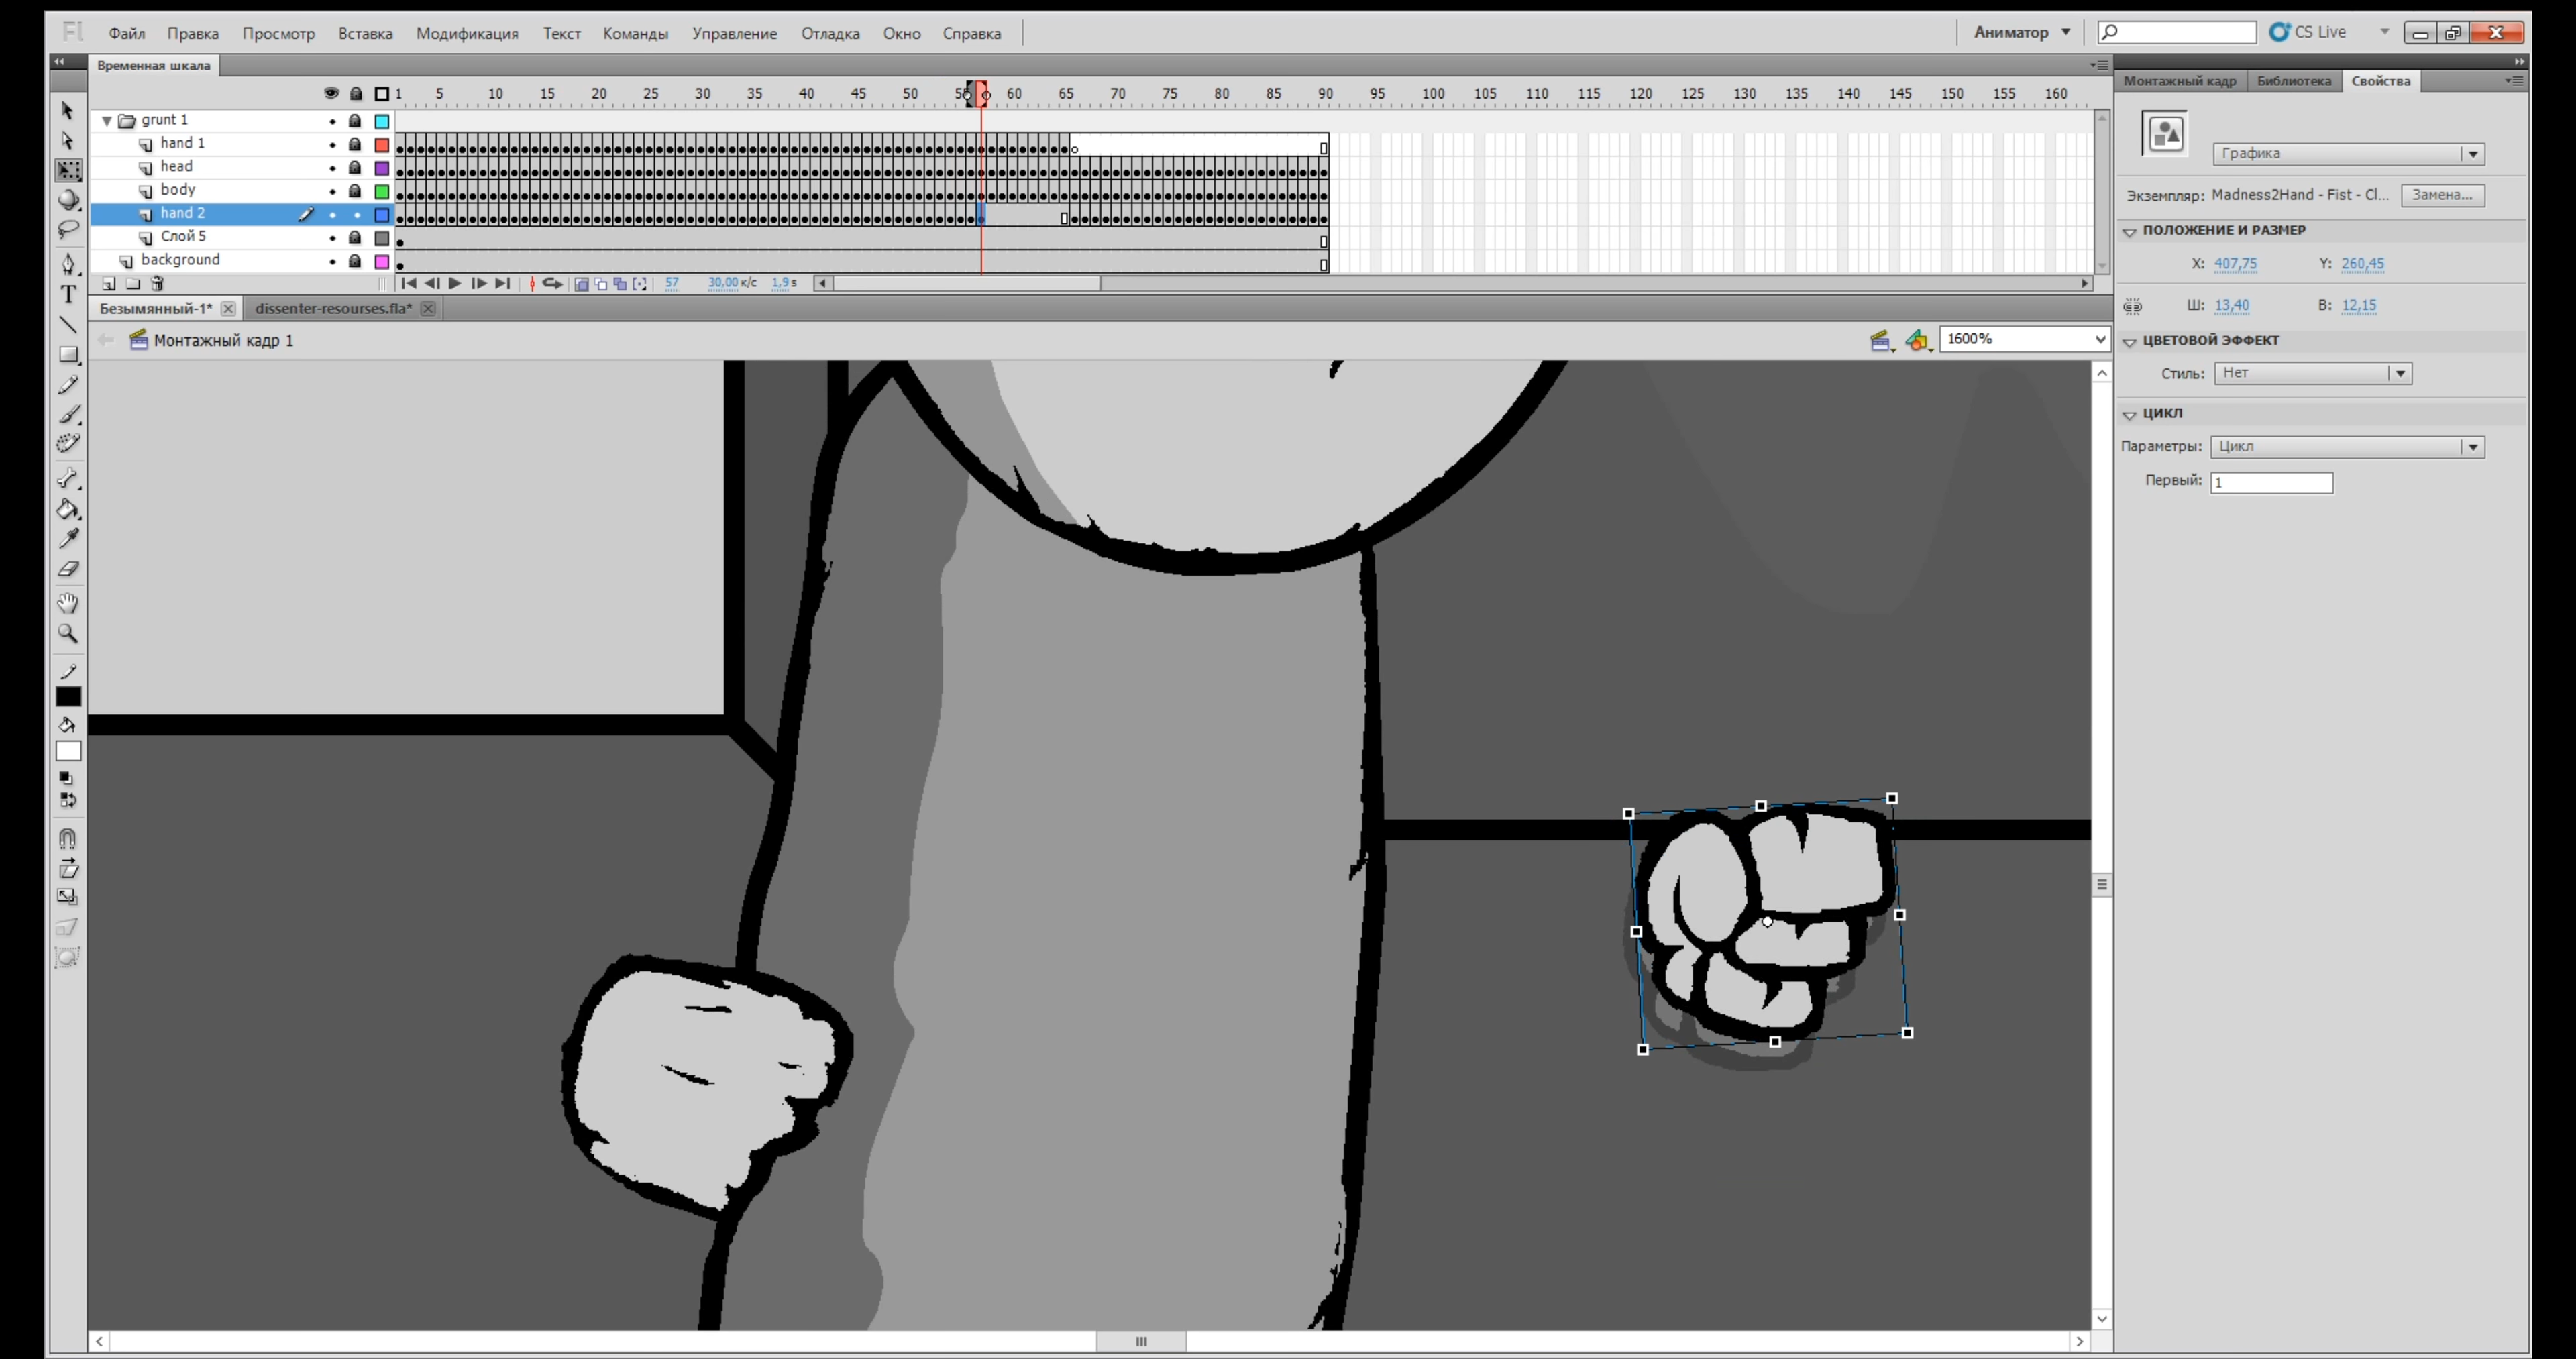 Fl Файл Правка Просмотр Вставка Модификация Текст Команды Управление Отладка Окно Справка Аниматор CS Live
Временная шкала
1 5 10 15 20 25 30 35 40 45 50 60 65 70 75 80 85 90 95 100 105 110 115 120 125 130 135 140 145 150 155 160
grunt 1
hand 1
head
body
hand 2
Слой 5
background
57 30,00 к/с 1,9 s
Безымянный-1* dissenter-resourses.fla*
Монтажный кадр 1 1600%
Монтажный кадр Библиотека Свойства
Графика
Экземпляр: Madness2Hand - Fist - Cl... Замена...
ПОЛОЖЕНИЕ И РАЗМЕР
X: 407,75 Y: 260,45
Ш: 13,40 В: 12,15
ЦВЕТОВОЙ ЭФФЕКТ
Стиль: Нет
ЦИКЛ
Параметры: Цикл
Первый: 1